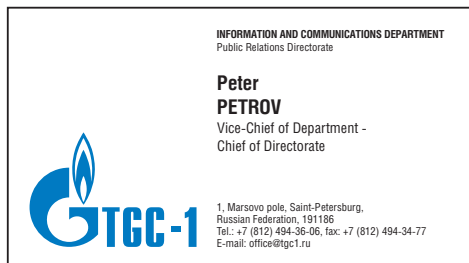 INFORMATION AND COMMUNICATIONS DEPARTMENT
Public Relations Directorate
Peter
PETROV
Vice-Chief of Department -
Chief of Directorate
TGC-1
1, Marsovo pole, Saint-Petersburg,
Russian Federation, 191186
Tel.: +7 (812) 494-36-06, fax: +7 (812) 494-34-77
E-mail: office@tgc1.ru